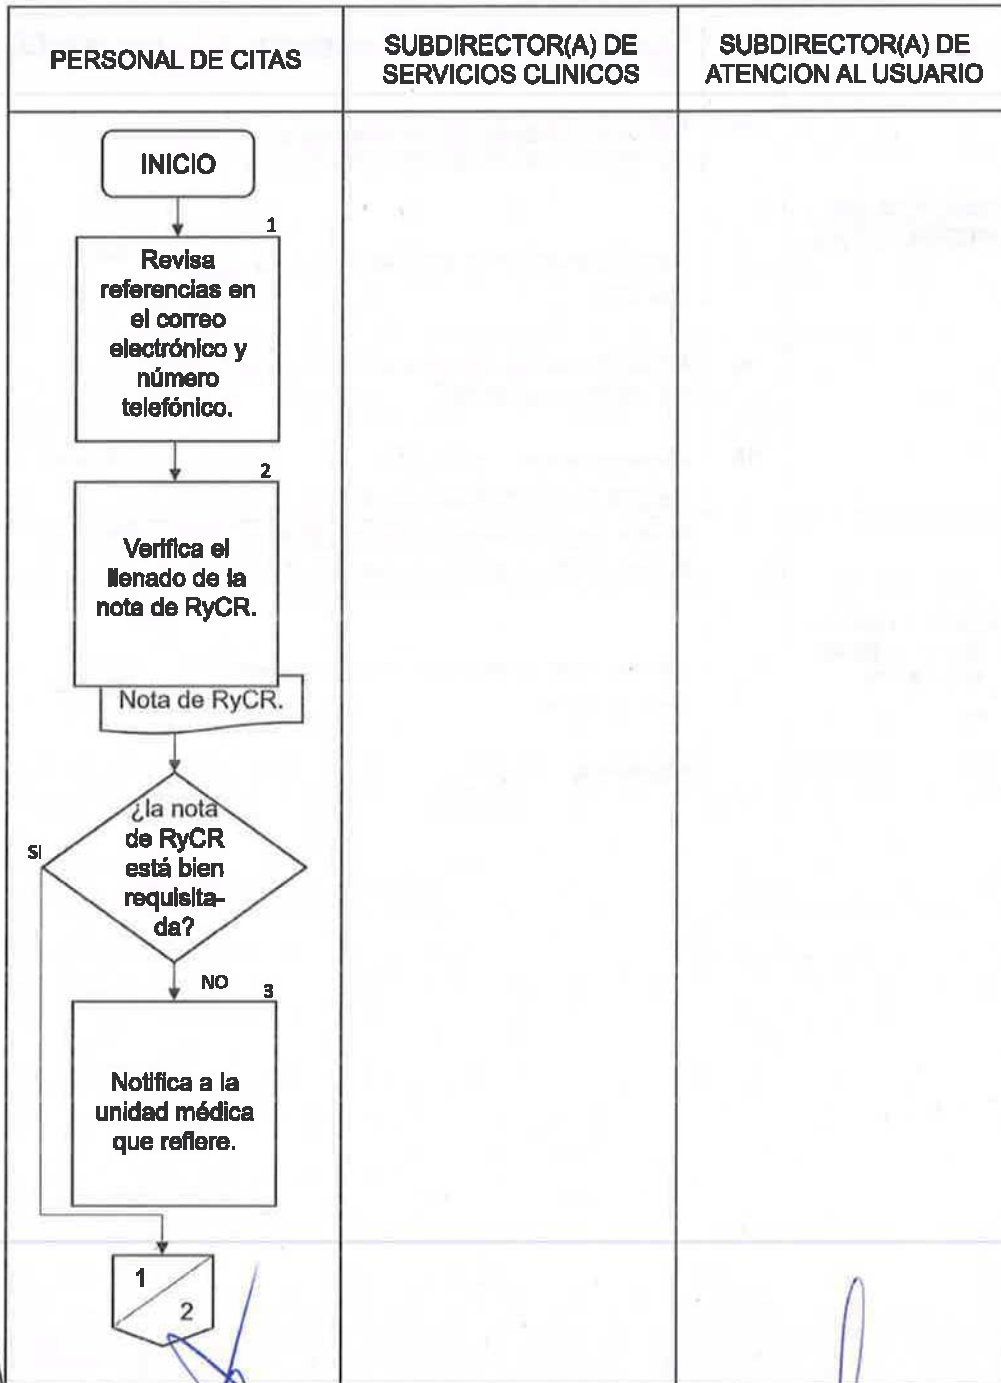 PERSONAL DE CITAS
SUBDIRECTOR(A) DE
SERVICIOS CLINICOS
SUBDIRECTOR(A) DE
ATENCION AL USUARIO
INICIO
1
Revisa
referencias en
el correo
electrónico y
número
telefónico.
2
Verifica el
llenado de la
nota de RyCR.
Nota de RyCR.
¿la nota
de RyCR
está bien
requisita-
da?
SI
NO
3
Notifica a la
unidad médica
que refiere.
1
2